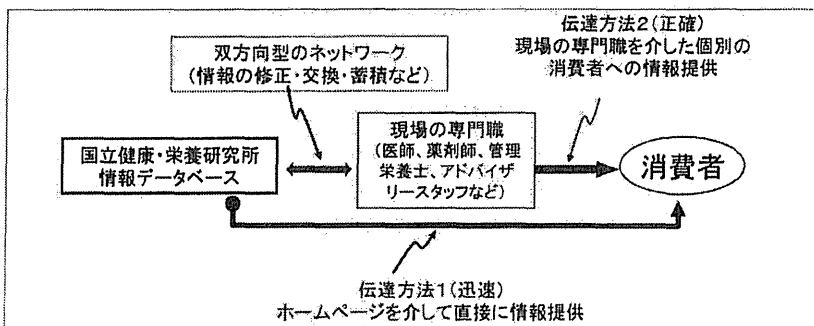 伝達方法2(正確)
現場の専門職を介した個別の
消費者への情報提供
双方向型のネットワーク
(情報の修正・交換・蓄積など)
国立健康・栄養研究所
情報データベース
現場の専門職
(医師、薬剤師、管理
栄養士、アドバイザ
リースタッフなど)
消費者
伝達方法1(迅速)
ホームページを介して直接に情報提供